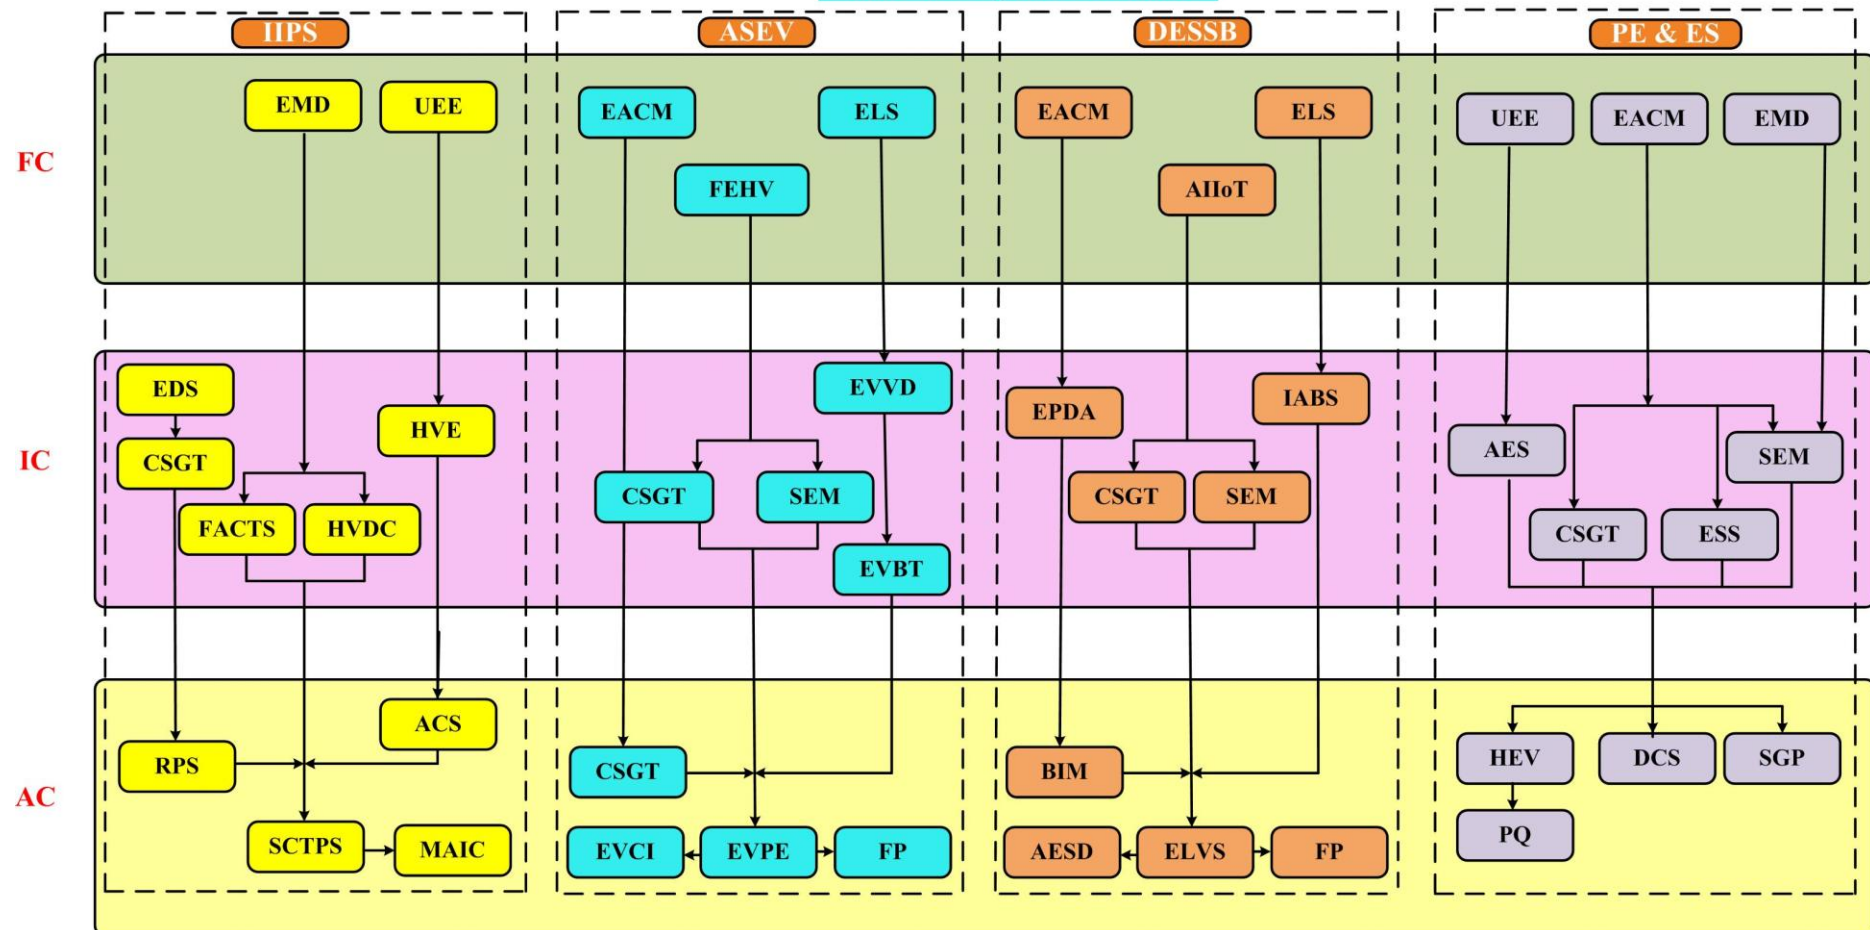 IIPS
ASEV
DESSB
PE & ES
FC
EMD
UEE
EACM
ELS
FEHV
EACM
ELS
AIIoT
UEE
EACM
EMD
IC
EDS
CSGT
HVE
FACTS
HVDC
EVVD
CSGT
SEM
EVBT
EPDA
IABS
CSGT
SEM
AES
SEM
CSGT
ESS
AC
RPS
ACS
SCTPS
MAIC
CSGT
EVCI
EVPE
FP
BIM
AESD
ELVS
FP
HEV
DCS
SGP
PQ